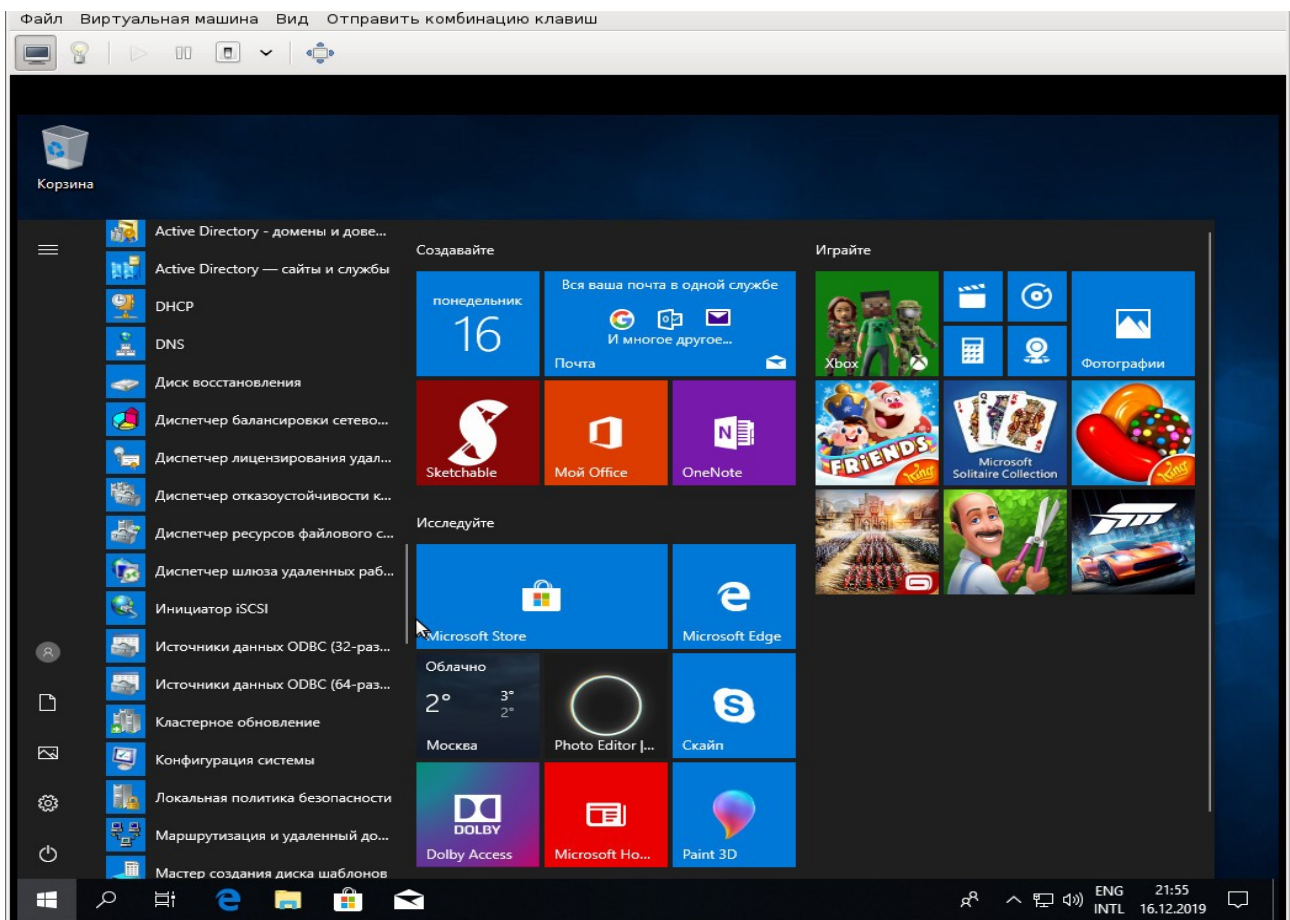 Файл Виртуальная машина Вид Отправить комбинацию клавиш
Корзина
Active Directory - домены и дове...
Active Directory — сайты и службы
DHCP
DNS
Диск восстановления
Диспетчер балансировки сетево...
Диспетчер лицензирования удал...
Диспетчер отказоустойчивости к...
Диспетчер ресурсов файлового с...
Диспетчер шлюза удаленных раб...
Инициатор iSCSI
Источники данных ODBC (32-раз...
Источники данных ODBC (64-раз...
Кластерное обновление
Конфигурация системы
Локальная политика безопасности
Маршрутизация и удаленный до...
Мастер создания диска шаблонов
Создавайте
понедельник
16
Вся ваша почта в одной службе
И многое другое...
Почта
Sketchable
Мой Office
N
OneNote
Исследуйте
Microsoft Store
Microsoft Edge
Облачно
2° 3°
2°
Москва
Photo Editor |...
S
Скайп
DOLBY
Dolby Access
Microsoft Но...
Paint 3D
Играйте
Xbox
Фотографии
FRIENDS
King
J Q K
Microsoft
Solitaire Collection
King
ENG
INTL
21:55
16.12.2019